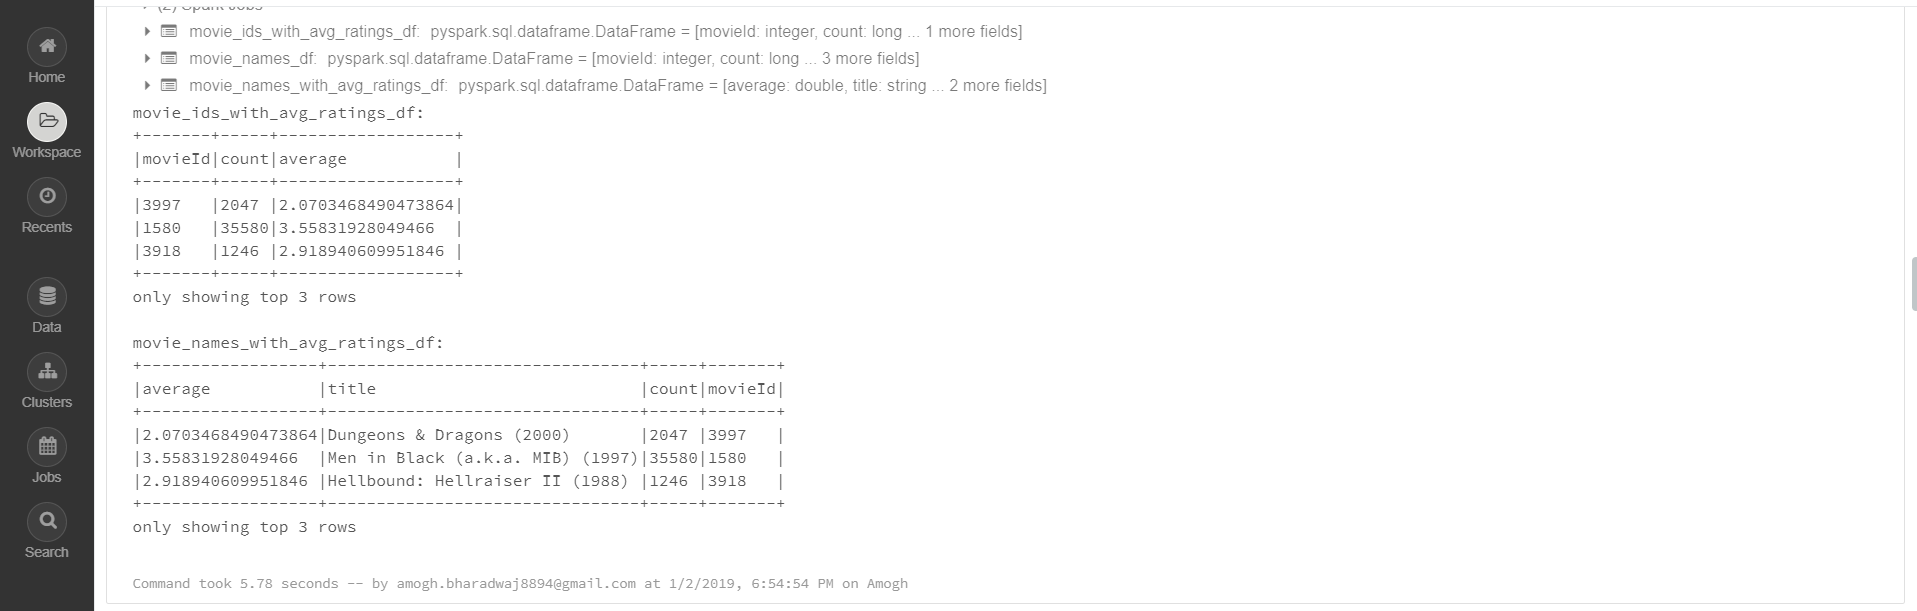 (2) Spark Jobs
movie_ids_with_avg_ratings_df: pyspark.sql.dataframe.DataFrame = [movieId: integer, count: long ... 1 more fields]
movie_names_df: pyspark.sql.dataframe.DataFrame = [movieId: integer, count: long ... 3 more fields]
movie_names_with_avg_ratings_df: pyspark.sql.dataframe.DataFrame = [average: double, title: string ... 2 more fields]
movie_ids_with_avg_ratings_df:
+-------+-----+------------------+
|movieId|count|average           |
+-------+-----+------------------+
|3997   |2047 |2.0703468490473864|
|1580   |35580|3.55831928049466  |
|3918   |1246 |2.918940609951846 |
+-------+-----+------------------+
only showing top 3 rows
movie_names_with_avg_ratings_df:
+------------------+--------------------------------+-----+-------+
|average           |title                           |count|movieId|
+------------------+--------------------------------+-----+-------+
|2.0703468490473864|Dungeons & Dragons (2000)       |2047 |3997   |
|3.55831928049466  |Men in Black (a.k.a. MIB) (1997)|35580|1580   |
|2.918940609951846 |Hellbound: Hellraiser II (1988) |1246 |3918   |
+------------------+--------------------------------+-----+-------+
only showing top 3 rows
Command took 5.78 seconds -- by amogh.bharadwaj8894@gmail.com at 1/2/2019, 6:54:54 PM on Amogh
Home
Workspace
Recents
Data
Clusters
Jobs
Search